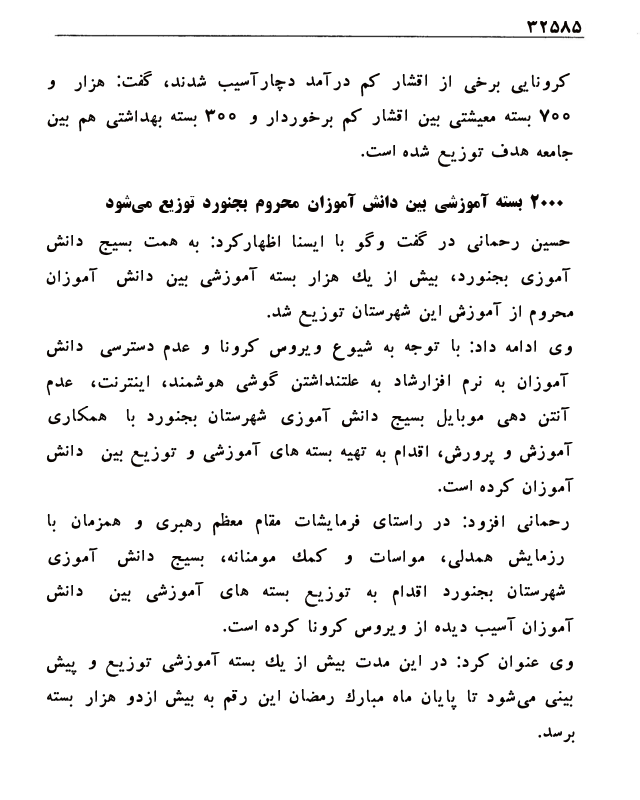 ۳۲۵۸۵
کرونایی برخی از اقشار کم درآمد دچارآسیب شدند، گفت: هزار و
۷۰۰ بسته معیشتی بین اقشار کم برخوردار و ۳۰۰ بسته بهداشتی هم بین
جامعه هدف توزیع شده است.
۲۰۰۰ بسته آموزشی بین دانش آموزان محروم بجنورد توزیع می‌شود
حسین رحمانی در گفت وگو با ایسنا اظهارکرد: به همت بسیج دانش
آموزی بجنورد، بیش از یك هزار بسته آموزشی بین دانش آموزان
محروم از آموزش این شهرستان توزیع شد.
وی ادامه داد: با توجه به شیوع ویروس کرونا و عدم دسترسی دانش
آموزان به نرم افزارشاد به علتنداشتن گوشی هوشمند، اینترنت، عدم
آنتن دهی موبایل بسیج دانش آموزی شهرستان بجنورد با همکاری
آموزش و پرورش، اقدام به تهیه بسته های آموزشی و توزیع بین دانش
آموزان کرده است.
رحمانی افزود: در راستای فرمایشات مقام معظم رهبری و همزمان با
رزمایش همدلی، مواسات و کمك مومنانه، بسیج دانش آموزی
شهرستان بجنورد اقدام به توزیع بسته های آموزشی بین دانش
آموزان آسیب دیده از ویروس کرونا کرده است.
وی عنوان کرد: در این مدت بیش از یك بسته آموزشی توزیع و پیش
بینی می‌شود تا پایان ماه مبارك رمضان این رقم به بیش ازدو هزار بسته
برسد.